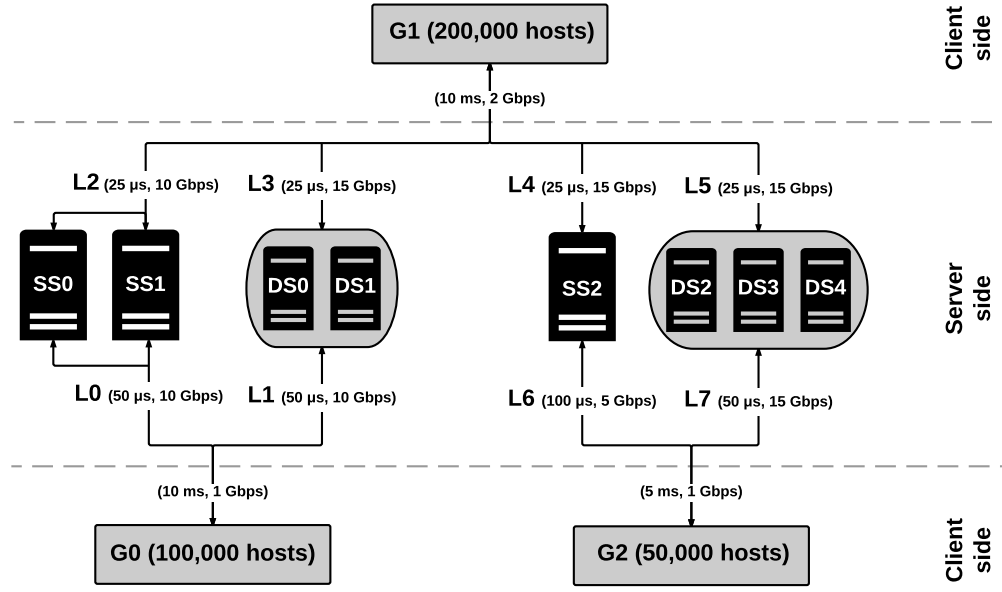 G1 (200,000 hosts)
Client
side
(10 ms, 2 Gbps)
L2 (25 µs, 10 Gbps)
L3 (25 µs, 15 Gbps)
L4 (25 µs, 15 Gbps)
L5 (25 µs, 15 Gbps)
SS0
SS1
DS0
DS1
SS2
DS2
DS3
DS4
Server
side
L0 (50 µs, 10 Gbps)
L1 (50 µs, 10 Gbps)
L6 (100 µs, 5 Gbps)
L7 (50 µs, 15 Gbps)
(10 ms, 1 Gbps)
(5 ms, 1 Gbps)
G0 (100,000 hosts)
G2 (50,000 hosts)
Client
side